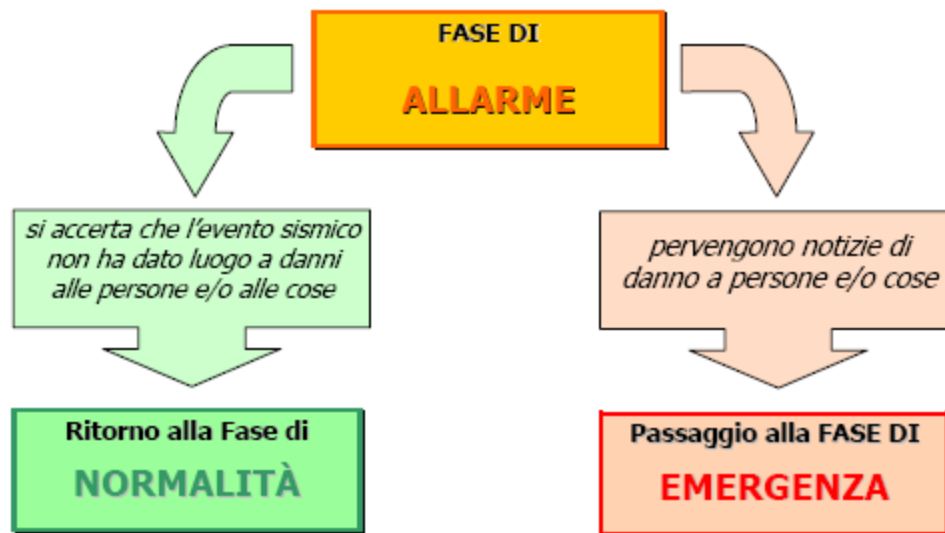 FASE DI
ALLARME
si accerta che l'evento sismico
non ha dato luogo a danni
alle persone e/o alle cose
pervengono notizie di
danno a persone e/o cose
Ritorno alla Fase di
NORMALITÀ
Passaggio alla FASE DI
EMERGENZA